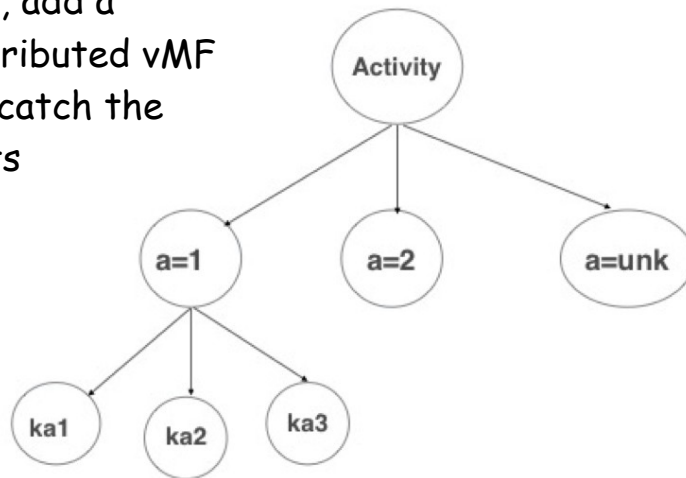 , add a
ributed vMF
catch the
s
Activity
a=1
a=2
a=unk
ka1
ka2
ka3